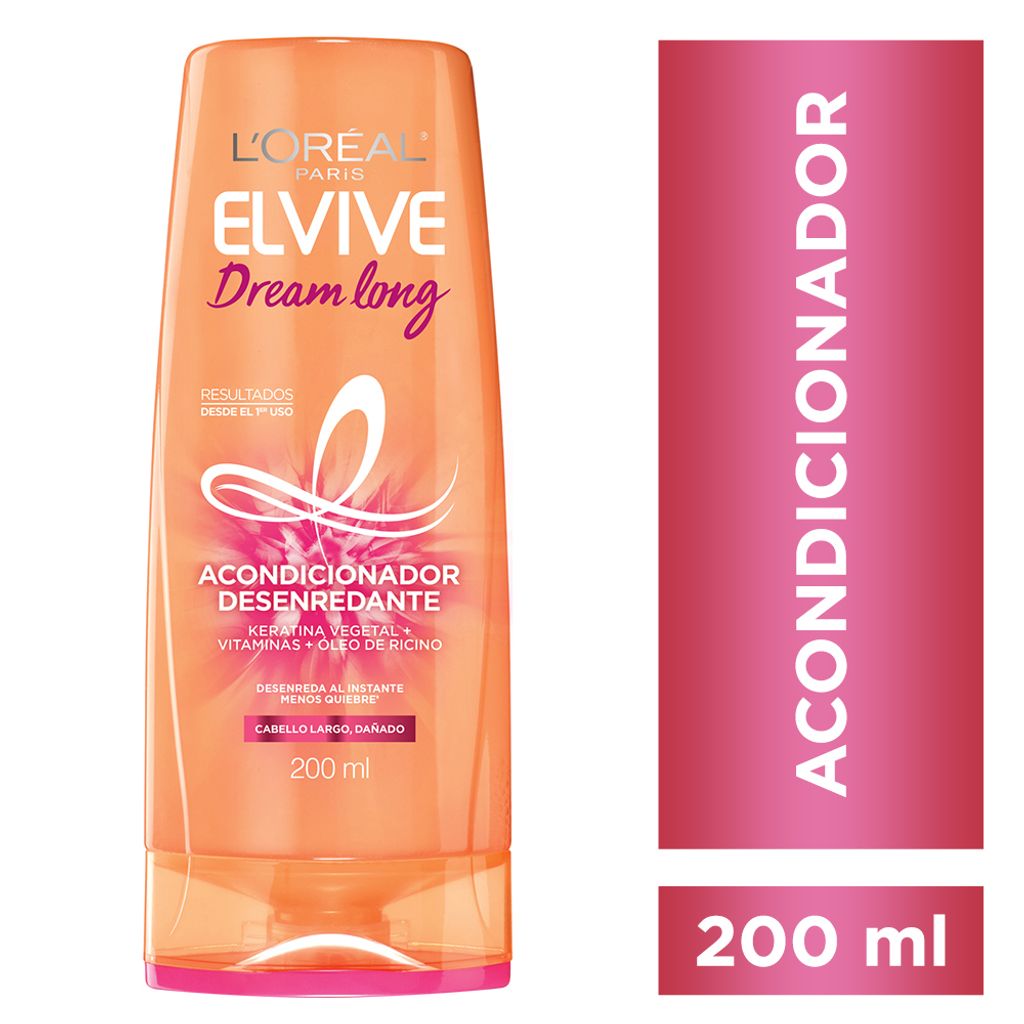 L'ORÉAL®
PARiS
ELVIVE
Dream long
RESULTADOS
DESDE EL 1ER USO
ACONDICIONADOR
DESENREDANTE
KERATINA VEGETAL +
VITAMINAS + ÓLEO DE RICINO
DESENREDA AL INSTANTE
MENOS QUIEBRE*
CABELLO LARGO, DAÑADO
200 ml
ACONDICIONADOR
200 ml